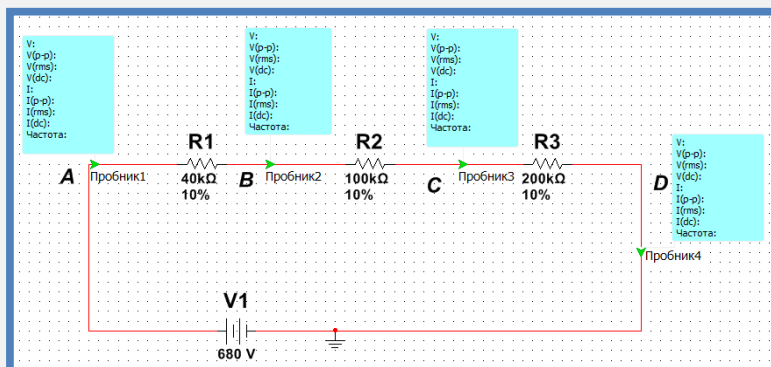 V:
V(p-p):
V(rms):
V(dc):
I:
I(p-p):
I(rms):
I(dc):
Частота:
V:
V(p-p):
V(rms):
V(dc):
I:
I(p-p):
I(rms):
I(dc):
Частота:
V:
V(p-p):
V(rms):
V(dc):
I:
I(p-p):
I(rms):
I(dc):
Частота:
V:
V(p-p):
V(rms):
V(dc):
I:
I(p-p):
I(rms):
I(dc):
Частота:
A
Пробник1
R1
40kΩ
10%
B
Пробник2
R2
100kΩ
10%
C
Пробник3
R3
200kΩ
10%
D
Пробник4
V1
680 V